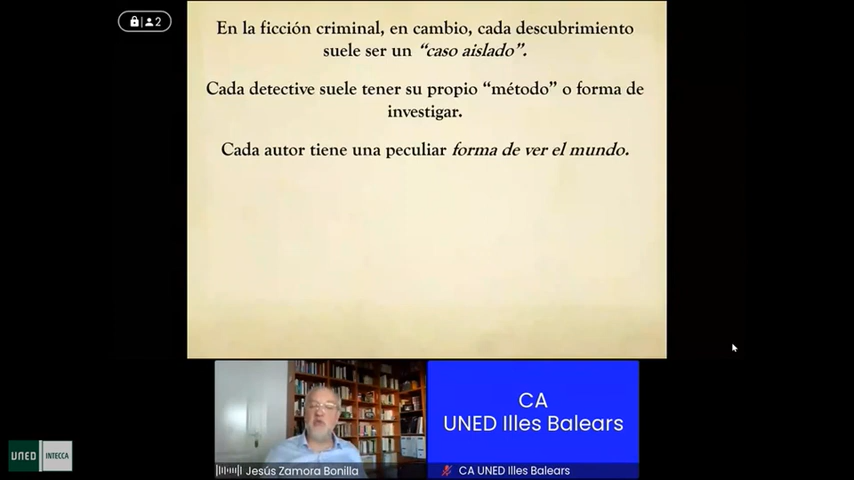 2
En la ficción criminal, en cambio, cada descubrimiento
suele ser un “caso aislado”.
Cada detective suele tener su propio “método” o forma de
investigar.
Cada autor tiene una peculiar forma de ver el mundo.
CA
UNED Illes Balears
Jesús Zamora Bonilla
CA UNED Illes Balears
UNED INTECCA